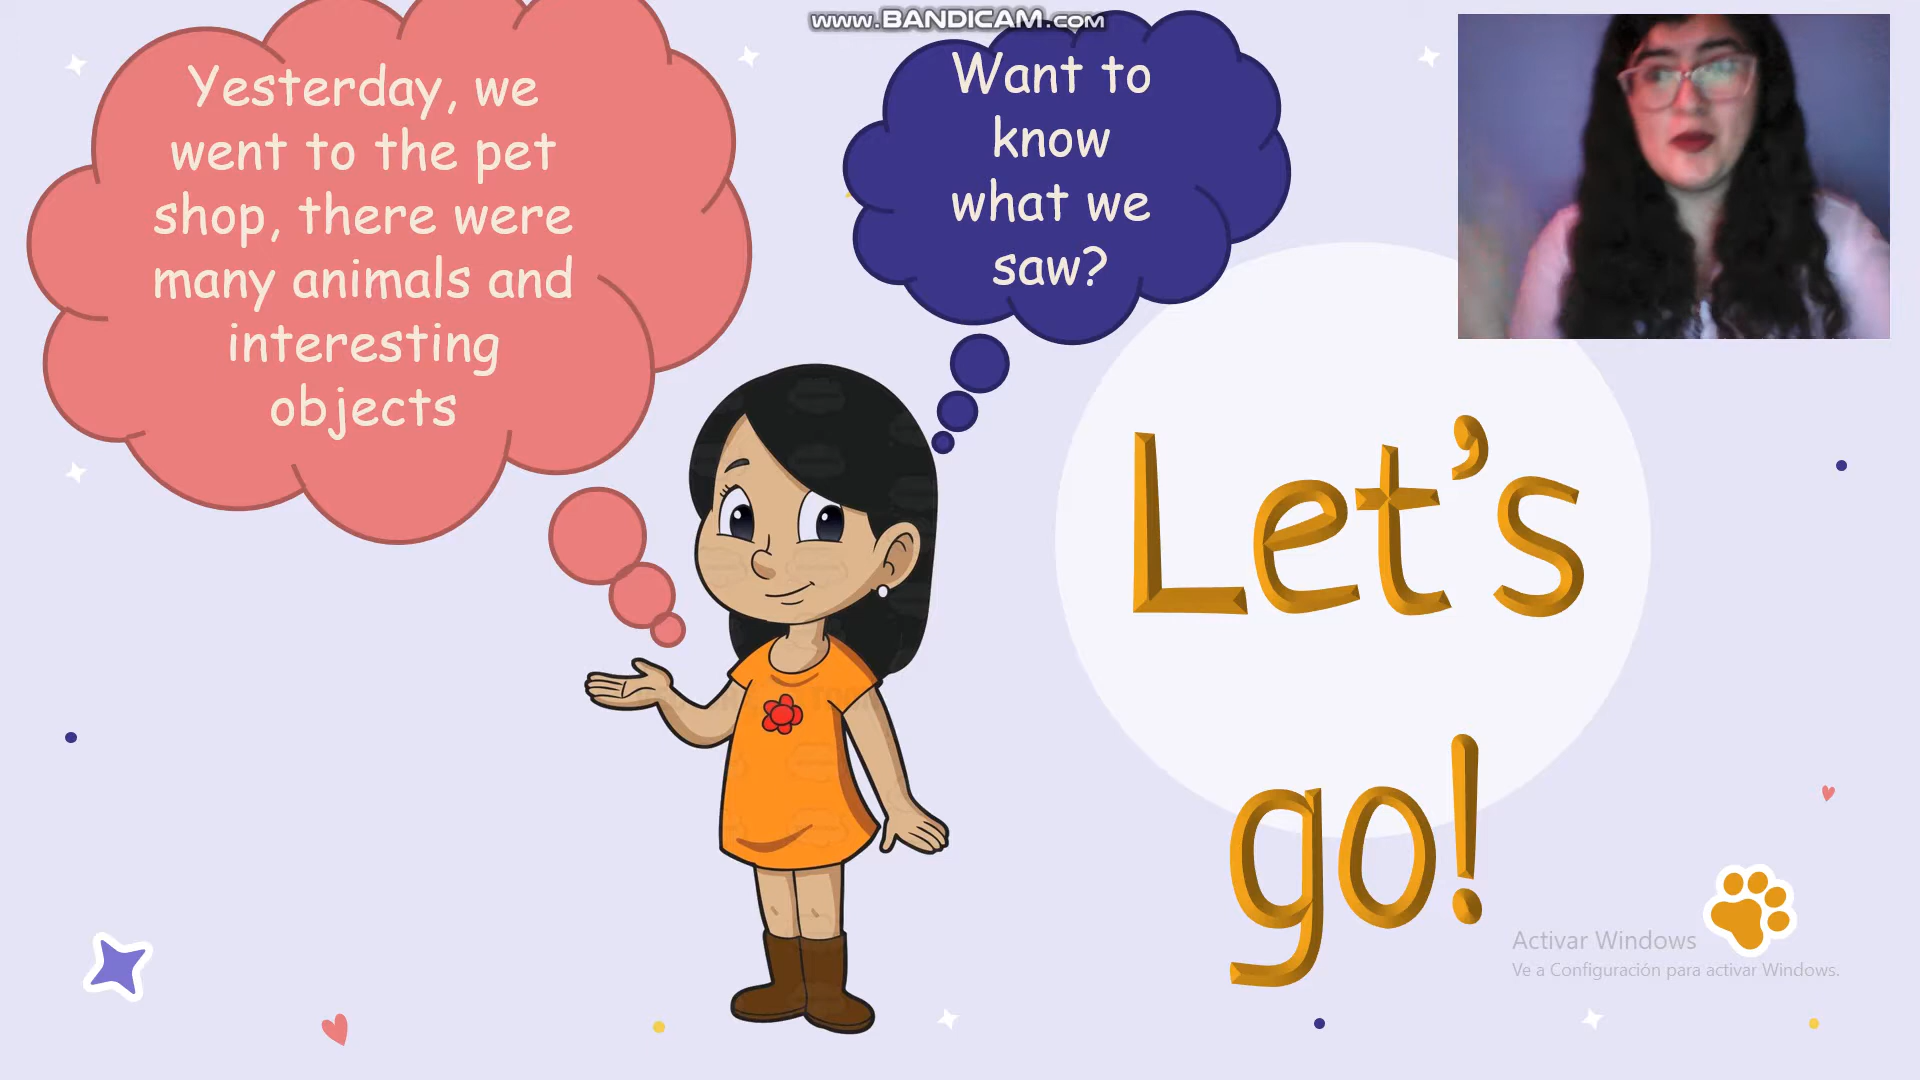 www.BANDICAM.com
Yesterday, we
went to the pet
shop, there were
many animals and
interesting
objects
Want to
know
what we
saw?
Let's
go!
Activar Windows
Ve a Configuración para activar Windows.